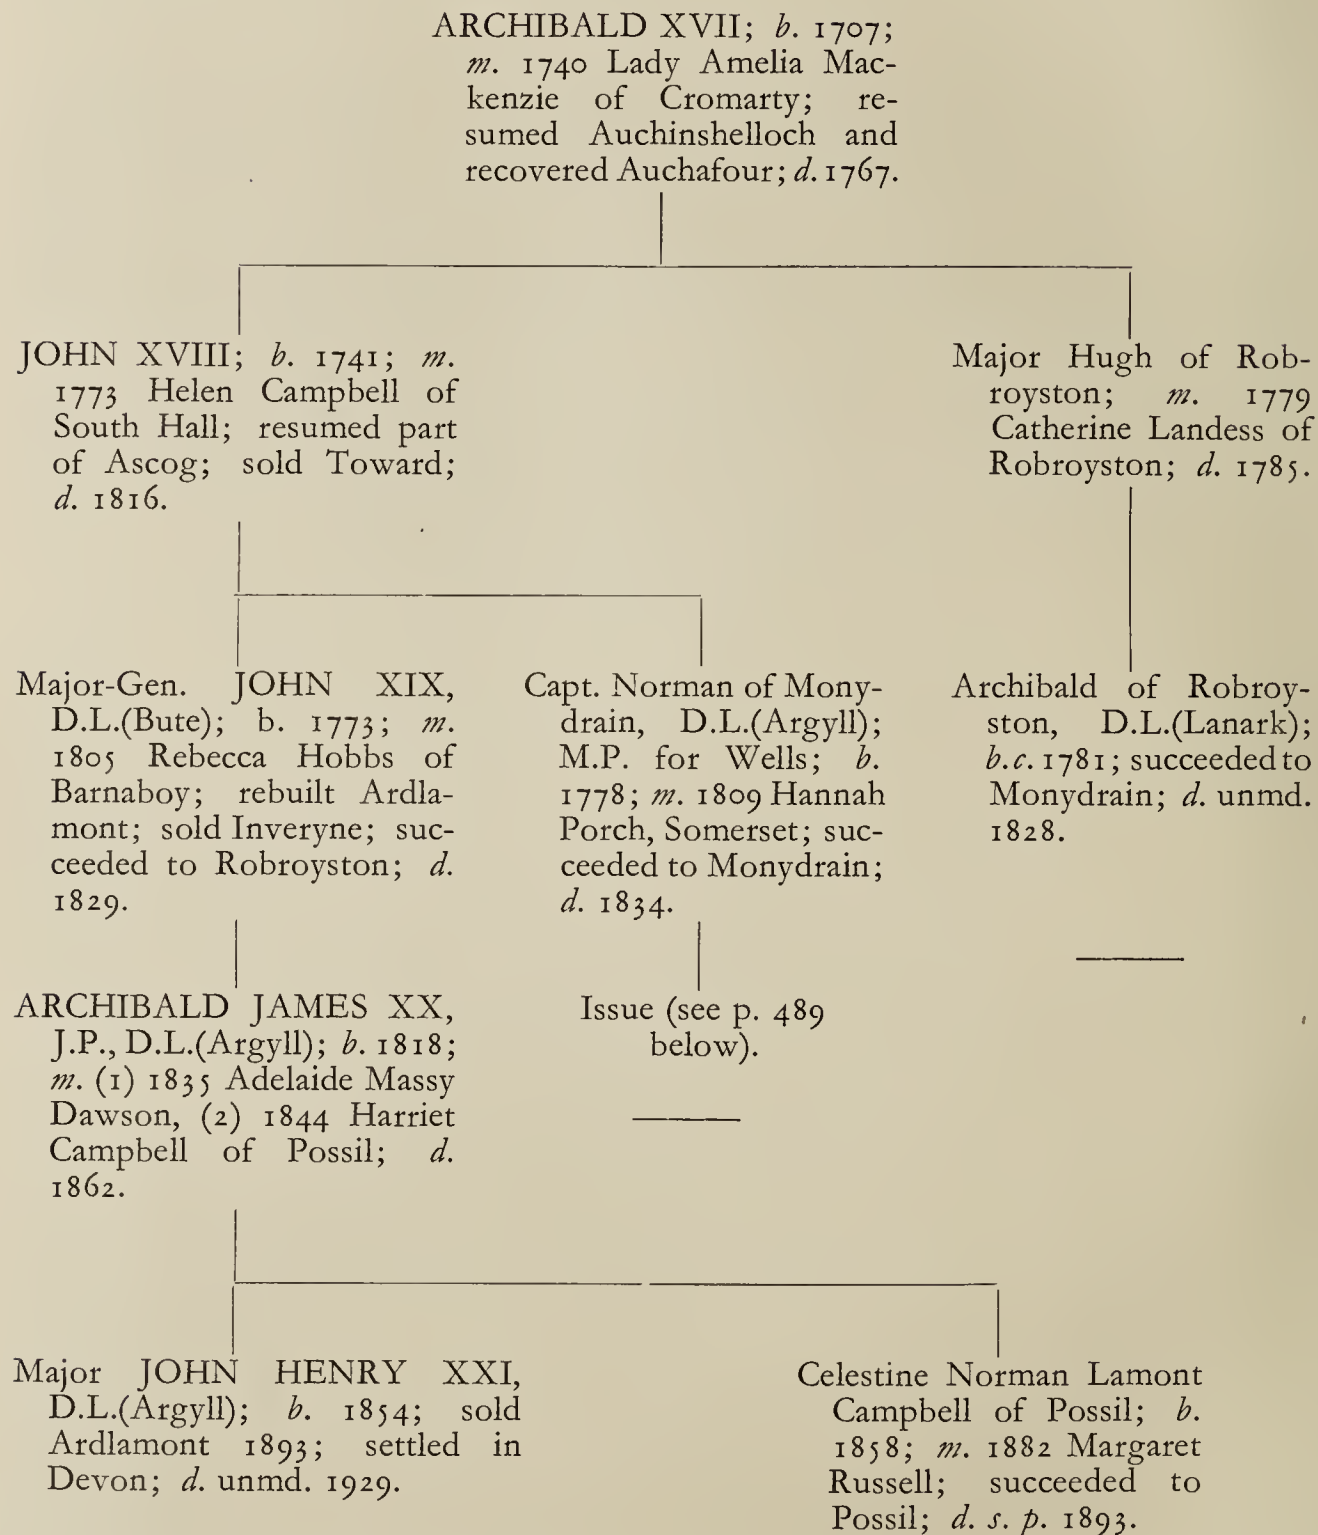 ARCHIBALD XVII; b. 1707;
m. 1740 Lady Amelia Mac-
kenzie of Cromarty; re-
sumed Auchinshelloch and
recovered Auchafour; d. 1767.
JOHN XVIII; b. 1741; m.
1773 Helen Campbell of
South Hall; resumed part
of Ascog; sold Toward;
d. 1816.
Major Hugh of Rob-
royston; m. 1779
Catherine Landess of
Robroyston; d. 1785.
Major-Gen. JOHN XIX,
D.L.(Bute); b. 1773; m.
1805 Rebecca Hobbs of
Barnaboy; rebuilt Ardla-
mont; sold Inveryne; suc-
ceeded to Robroyston; d.
1829.
Capt. Norman of Mony-
drain, D.L.(Argyll);
M.P. for Wells; b.
1778; m. 1809 Hannah
Porch, Somerset; suc-
ceeded to Monydrain;
d. 1834.
Archibald of Robroy-
ston, D.L.(Lanark);
b.c. 1781; succeeded to
Monydrain; d. unmd.
1828.
ARCHIBALD JAMES XX,
J.P., D.L.(Argyll); b. 1818;
m. (1) 1835 Adelaide Massy
Dawson, (2) 1844 Harriet
Campbell of Possil; d.
1862.
Issue (see p. 489
below).
Major JOHN HENRY XXI,
D.L.(Argyll); b. 1854; sold
Ardlamont 1893; settled in
Devon; d. unmd. 1929.
Celestine Norman Lamont
Campbell of Possil; b.
1858; m. 1882 Margaret
Russell; succeeded to
Possil; d. s. p. 1893.